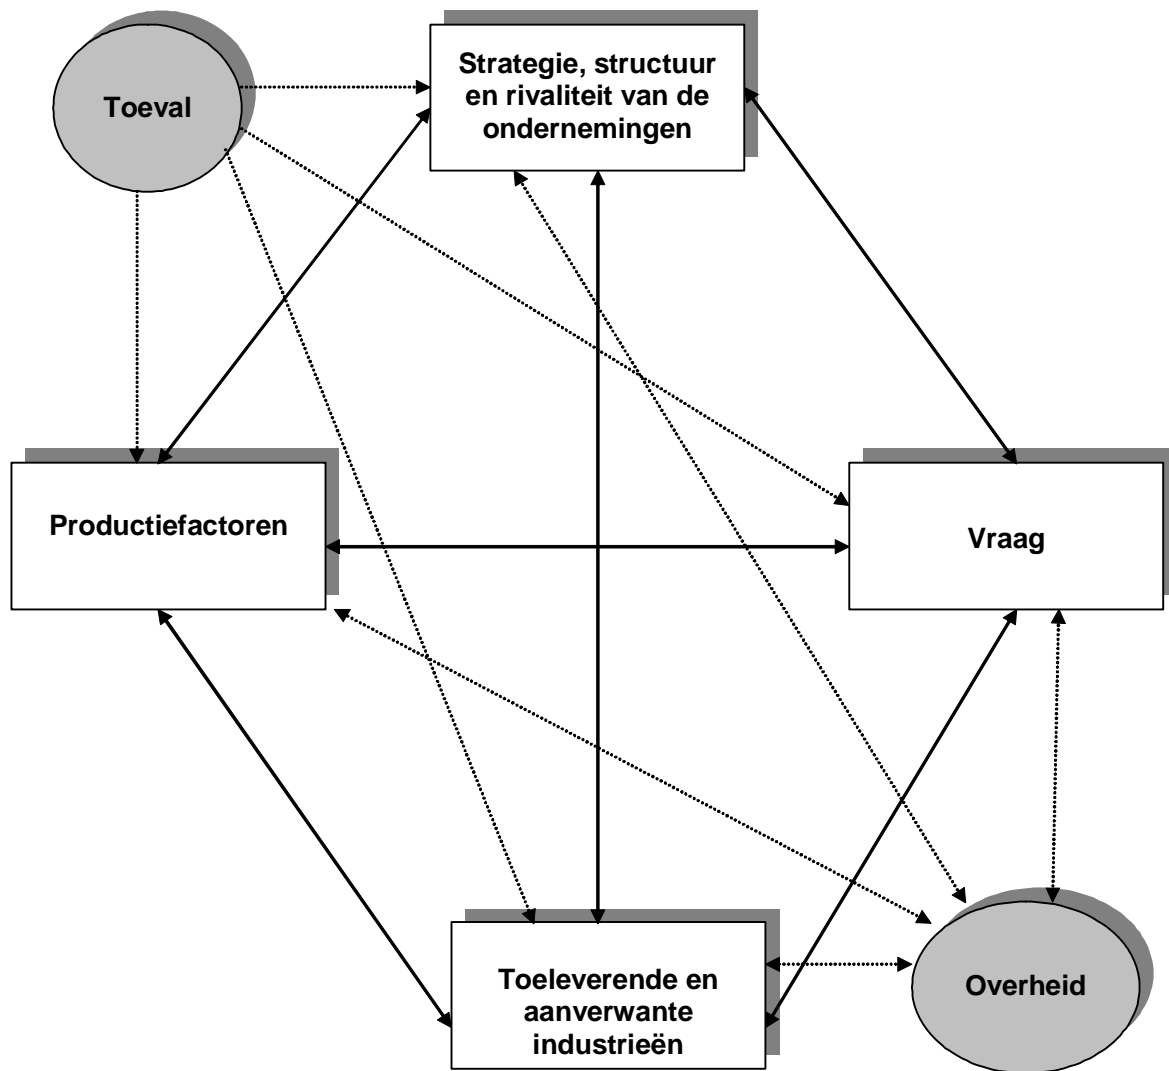 Toeval
Strategie, structuur
en rivaliteit van de
ondernemingen
Productiefactoren
Vraag
Toeleverende en
aanverwante
industrieën
Overheid